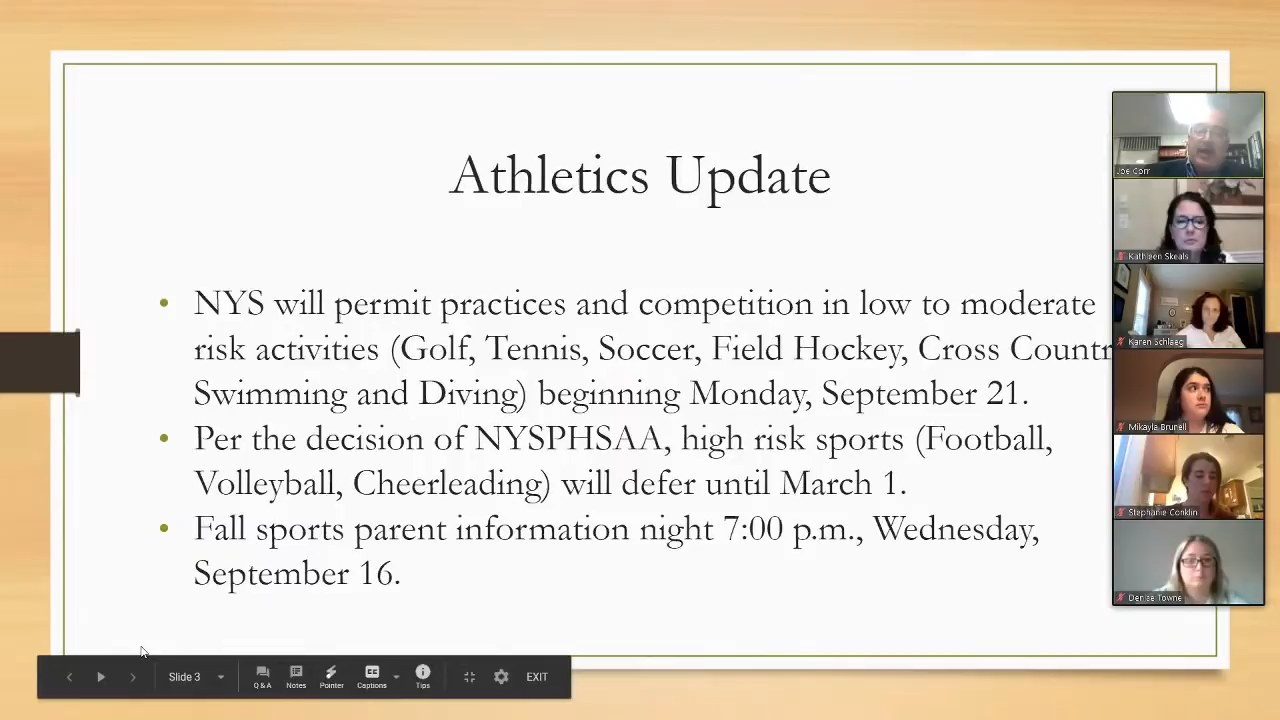 Athletics Update
• NYS will permit practices and competition in low to moderate
risk activities (Golf, Tennis, Soccer, Field Hockey, Cross Countr
Swimming and Diving) beginning Monday, September 21.
• Per the decision of NYSPHSAA, high risk sports (Football,
Volleyball, Cheerleading) will defer until March 1.
• Fall sports parent information night 7:00 p.m., Wednesday,
September 16.
Joe Corr
Kathleen Skeals
Karen Schlaeg
Mikayla Brunell
Stephanie Conklin
Denise Towne
Slide 3
Q & A
Notes
Pointer
CC
Captions
Tips
EXIT